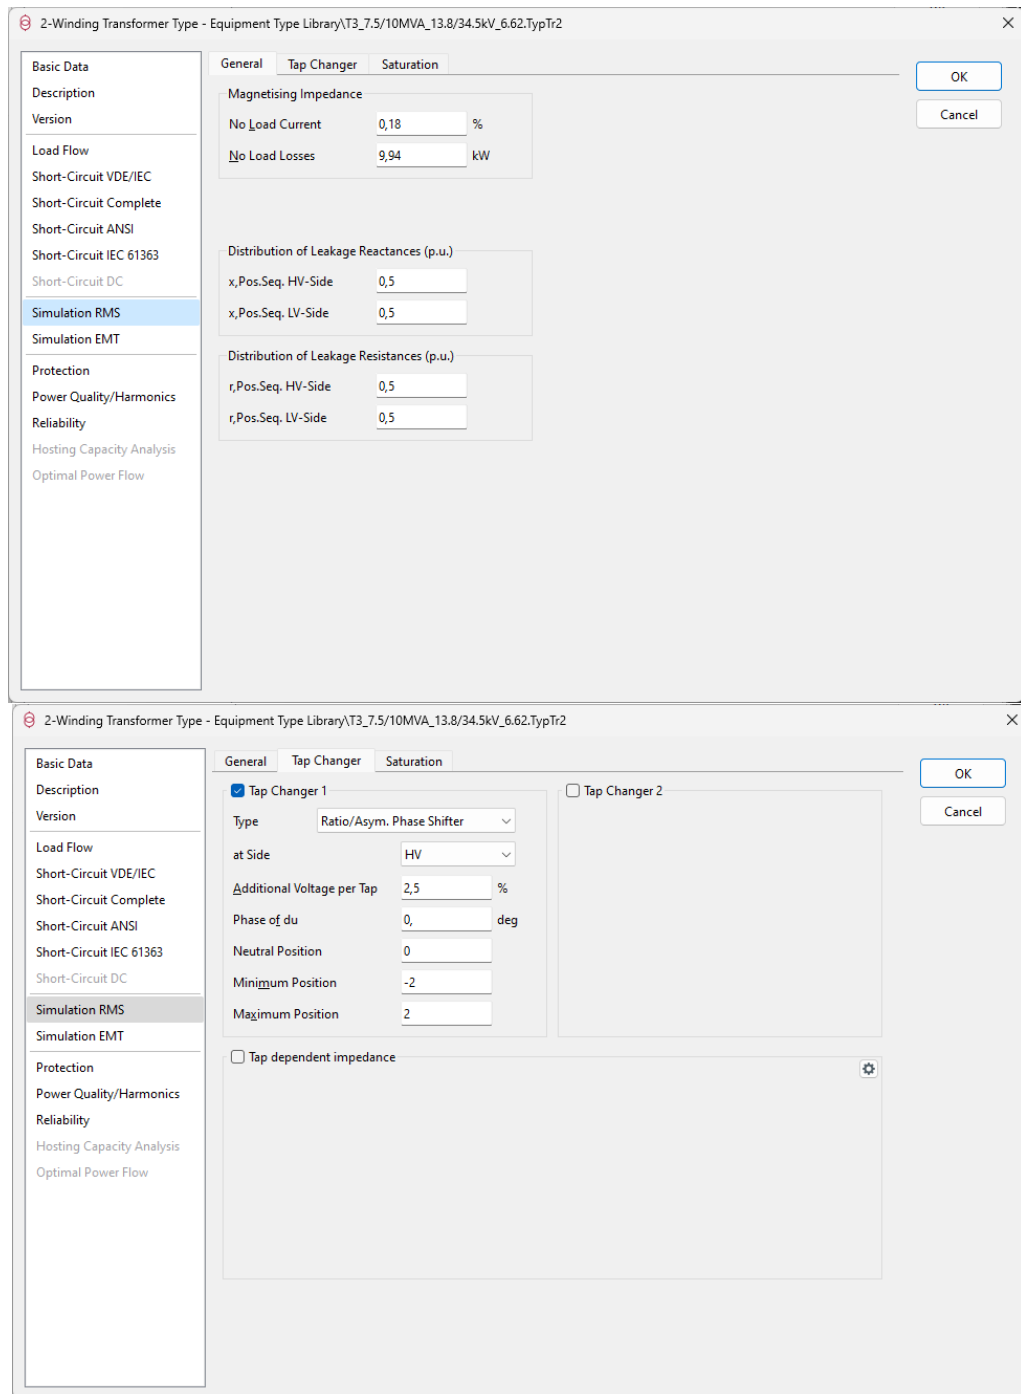 2-Winding Transformer Type - Equipment Type Library\T3_7.5/10MVA_13.8/34.5kV_6.62.TypTr2
Basic Data
Description
Version
Load Flow
Short-Circuit VDE/IEC
Short-Circuit Complete
Short-Circuit ANSI
Short-Circuit IEC 61363
Short-Circuit DC
Simulation RMS
Simulation EMT
Protection
Power Quality/Harmonics
Reliability
Hosting Capacity Analysis
Optimal Power Flow
General Tap Changer Saturation
Magnetising Impedance
No Load Current 0,18 %
No Load Losses 9,94 kW
Distribution of Leakage Reactances (p.u.)
x,Pos.Seq. HV-Side 0,5
x,Pos.Seq. LV-Side 0,5
Distribution of Leakage Resistances (p.u.)
r,Pos.Seq. HV-Side 0,5
r,Pos.Seq. LV-Side 0,5
OK
Cancel
2-Winding Transformer Type - Equipment Type Library\T3_7.5/10MVA_13.8/34.5kV_6.62.TypTr2
Basic Data
Description
Version
Load Flow
Short-Circuit VDE/IEC
Short-Circuit Complete
Short-Circuit ANSI
Short-Circuit IEC 61363
Short-Circuit DC
Simulation RMS
Simulation EMT
Protection
Power Quality/Harmonics
Reliability
Hosting Capacity Analysis
Optimal Power Flow
General Tap Changer Saturation
Tap Changer 1
Type Ratio/Asym. Phase Shifter
at Side HV
Additional Voltage per Tap 2,5 %
Phase of du 0, deg
Neutral Position 0
Minimum Position -2
Maximum Position 2
Tap Changer 2
Tap dependent impedance
OK
Cancel